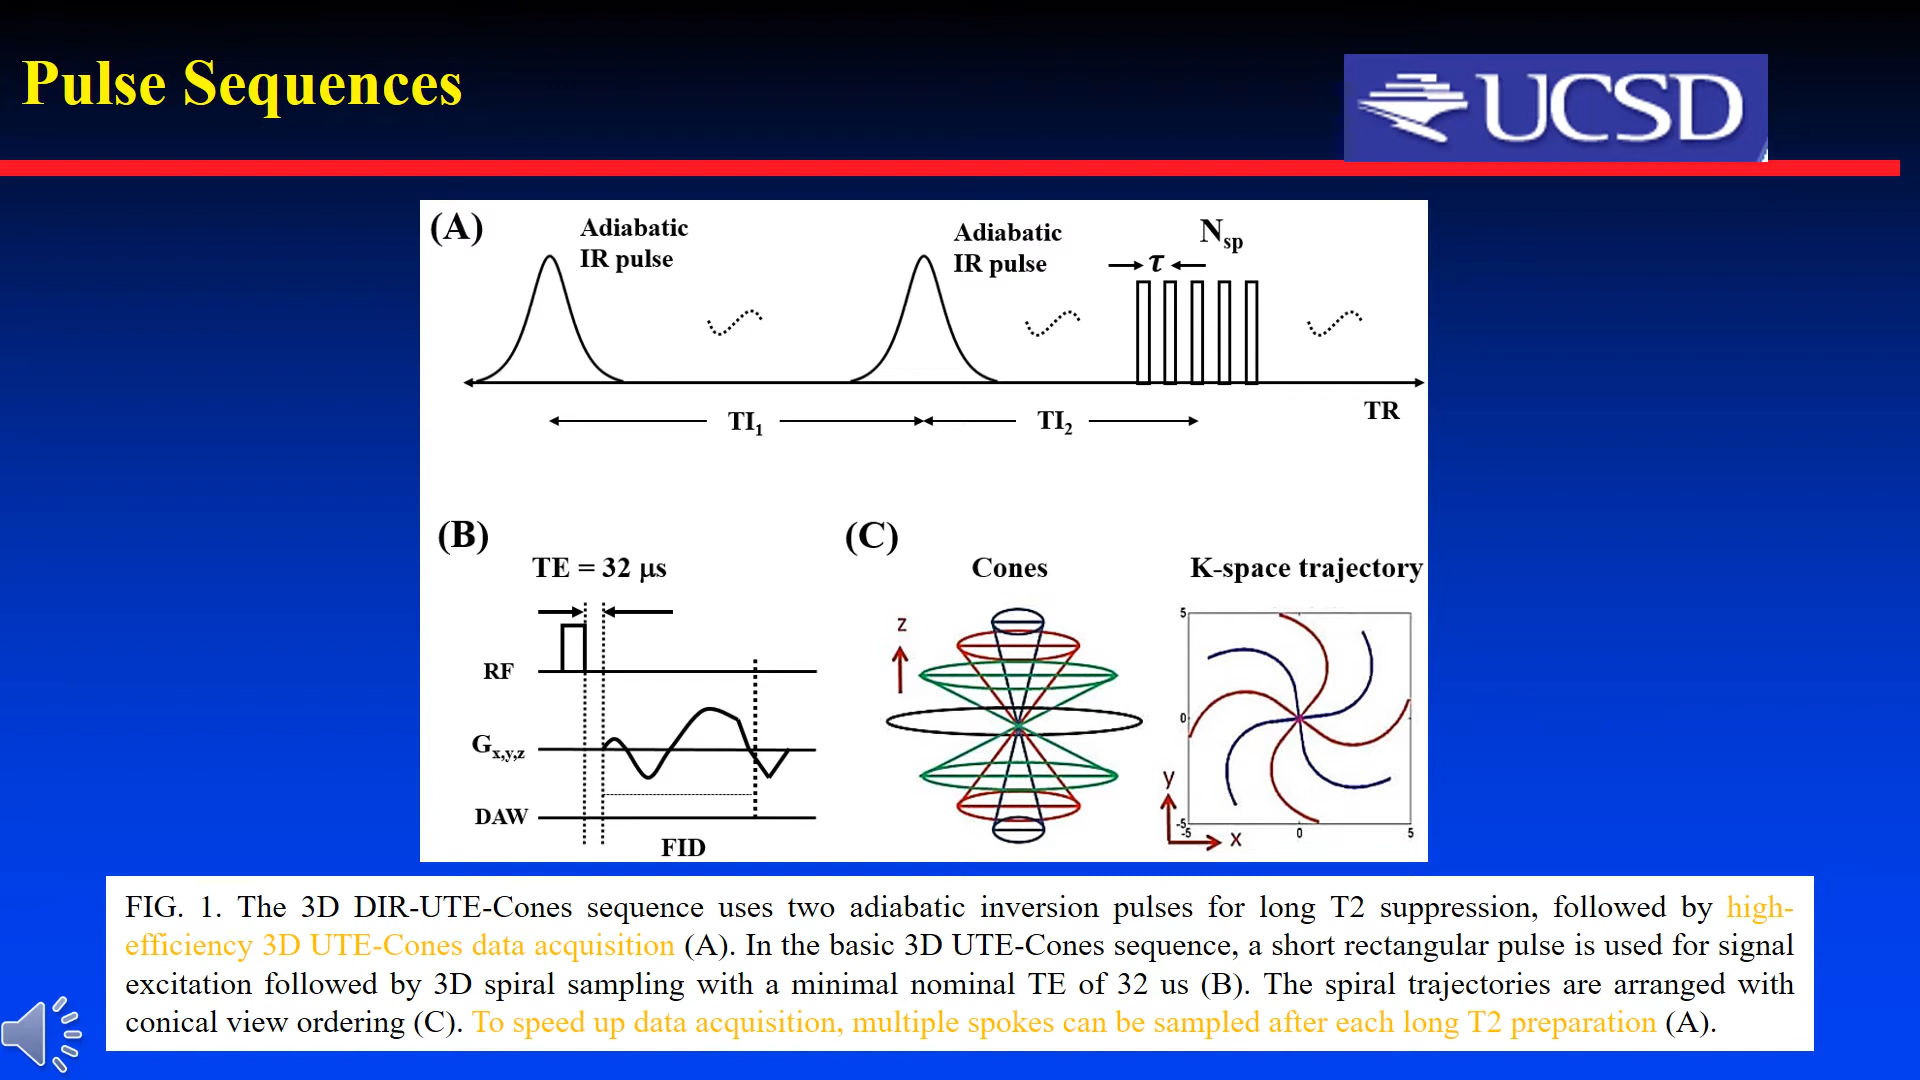 Pulse Sequences
UCSD
(A)
Adiabatic
IR pulse
Adiabatic
IR pulse
Nsp
τ
TI1
TI2
TR
(B)
TE = 32 μs
RF
Gx,y,z
DAW
FID
(C)
Cones
z
K-space trajectory
5
0
-5
-5
0
5
y
x
FIG. 1. The 3D DIR-UTE-Cones sequence uses two adiabatic inversion pulses for long T2 suppression, followed by high-
efficiency 3D UTE-Cones data acquisition (A). In the basic 3D UTE-Cones sequence, a short rectangular pulse is used for signal
excitation followed by 3D spiral sampling with a minimal nominal TE of 32 us (B). The spiral trajectories are arranged with
conical view ordering (C). To speed up data acquisition, multiple spokes can be sampled after each long T2 preparation (A).